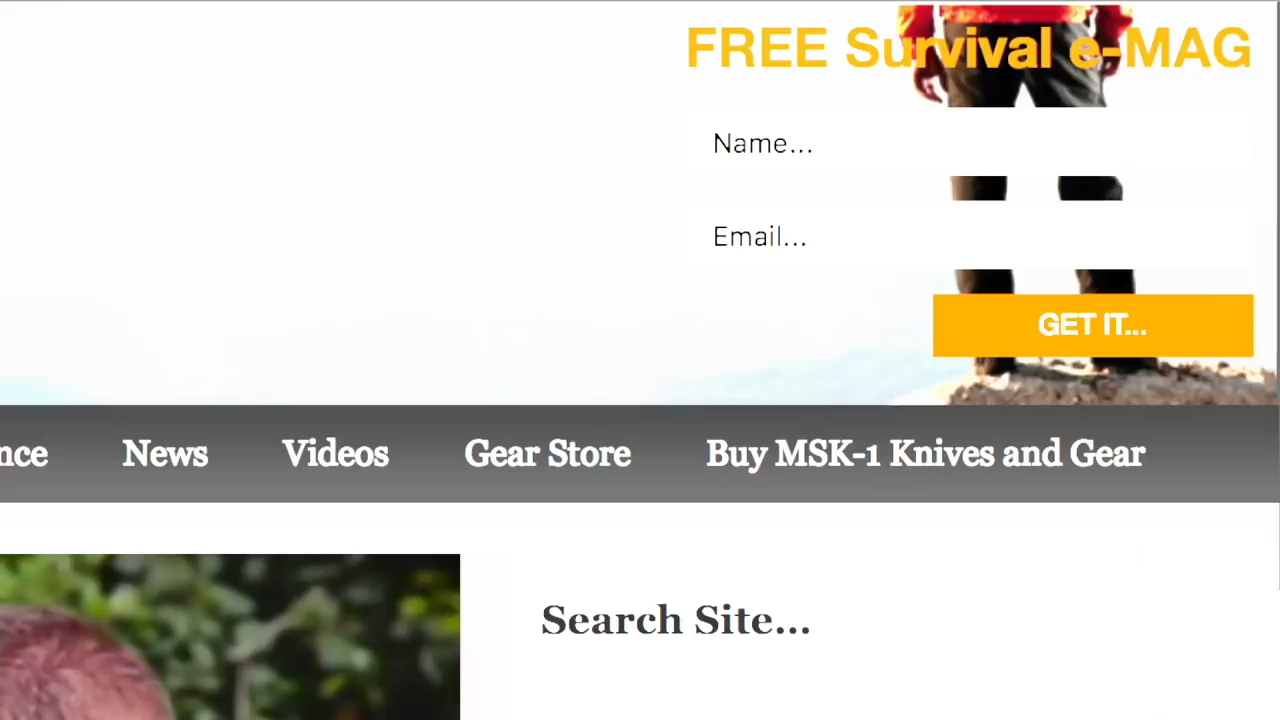 FREE Survival e-MAG
Name...
Email...
GET IT...
nce News Videos Gear Store Buy MSK-1 Knives and Gear
Search Site...